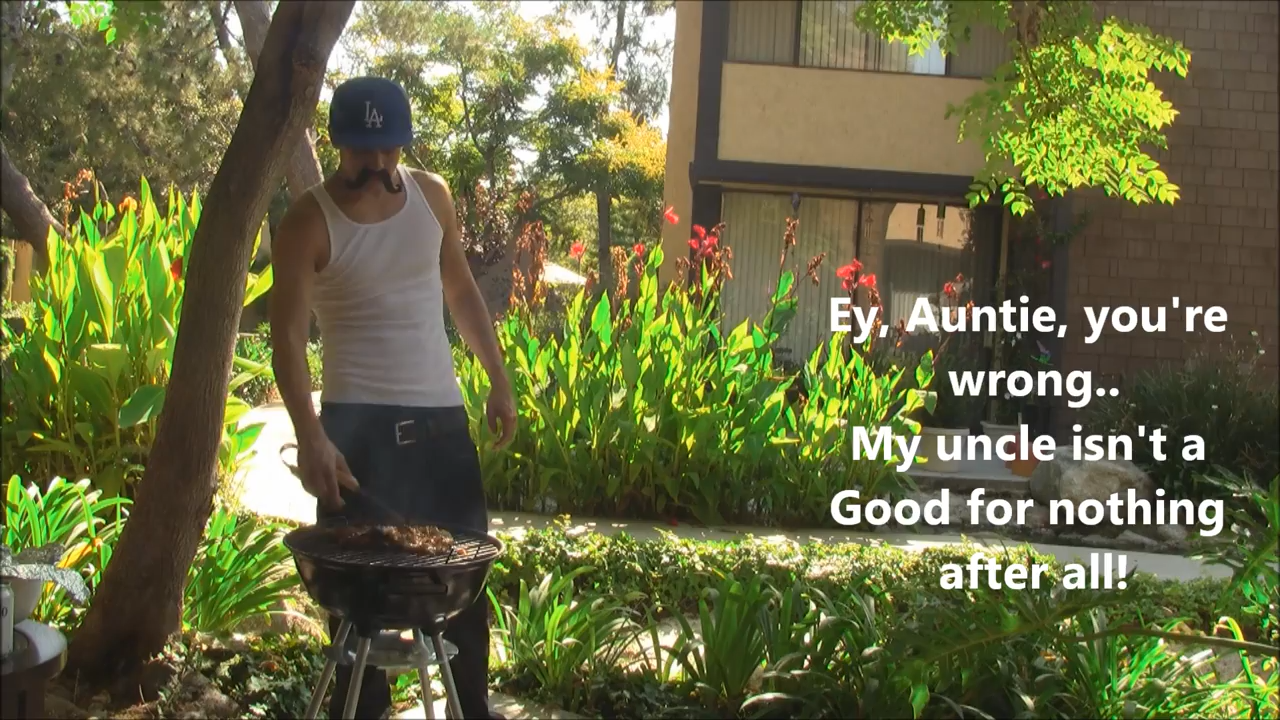 LA
Ey, Auntie, you're
wrong..
My uncle isn't a
Good for nothing
after all!